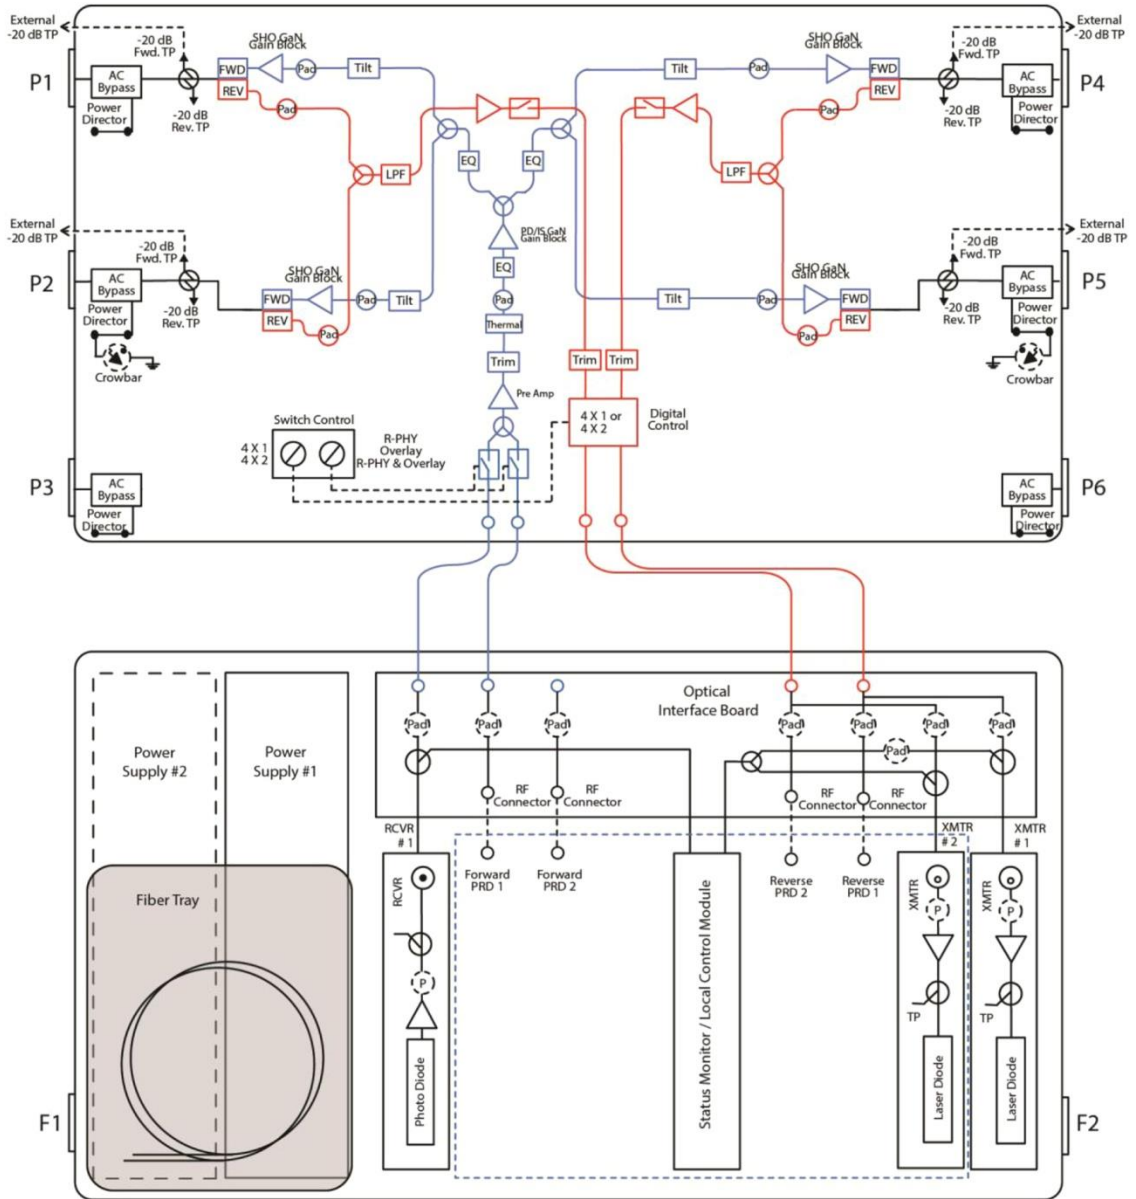 External
-20 dB TP
-20 dB
Fwd. TP
SHO GaN
Gain Block
SHO GaN
Gain Block
-20 dB
Fwd. TP
External
-20 dB TP
P1
AC
Bypass
FWD
REV
Pad
Tilt
Tilt
Pad
FWD
REV
AC
Bypass
P4
Power
Director
-20 dB
Rev. TP
Pad
Pad
-20 dB
Rev. TP
Power
Director
LPF
EQ
EQ
LPF
External
-20 dB TP
-20 dB
Fwd. TP
PD/IS GaN
Gain Block
-20 dB
Fwd. TP
External
-20 dB TP
P2
AC
Bypass
SHO GaN
Gain Block
EQ
SHO GaN
Gain Block
AC
Bypass
P5
Power
Director
-20 dB
Rev. TP
FWD
REV
Pad
Tilt
Pad
Tilt
Pad
FWD
REV
-20 dB
Rev. TP
Power
Director
Pad
Thermal
Pad
Crowbar
Trim
Trim
Trim
Crowbar
Pre Amp
Switch Control
4 X 1
4 X 2
R-PHY
Overlay
R-PHY & Overlay
4 X 1 or
4 X 2
Digital
Control
P3
AC
Bypass
Power
Director
AC
Bypass
Power
Director
P6
Optical
Interface Board
Pad
Pad
Pad
Pad
Pad
Pad
Pad
Pad
Power
Supply #2
Power
Supply #1
RF
Connector
RF
Connector
RF
Connector
RF
Connector
RCVR
# 1
XMTR
# 2
XMTR
# 1
Forward
PRD 1
Forward
PRD 2
Reverse
PRD 2
Reverse
PRD 1
Fiber Tray
RCVR
P
Photo Diode
Status Monitor / Local Control Module
XMTR
P
TP
Laser Diode
XMTR
P
TP
Laser Diode
F1
F2